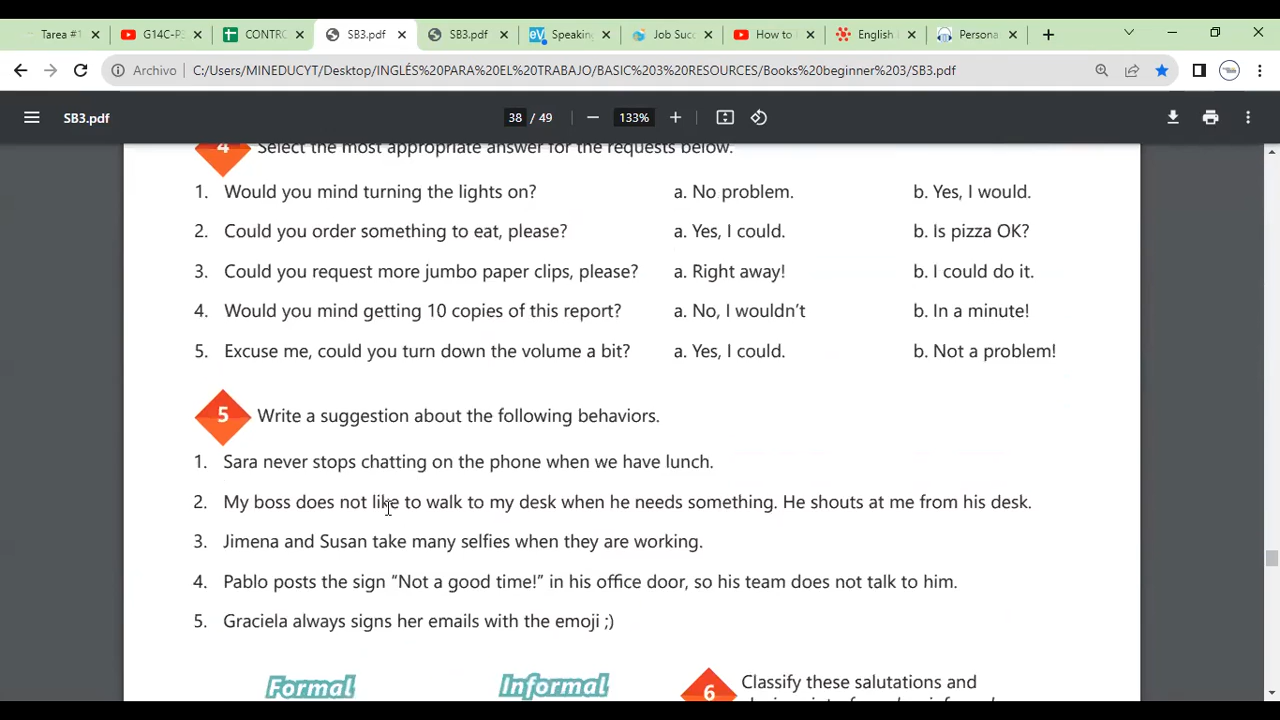 Tarea #1
G14C-P
CONTRO
SB3.pdf
SB3.pdf
Speaking
Job Suc
How to
English
Persona
Archivo
C:/Users/MINEDUCYT/Desktop/INGLÉS%20PARA%20EL%20TRABAJO/BASIC%203%20RESOURCES/Books%20beginner%203/SB3.pdf
SB3.pdf
38 / 49
133%
4 Select the most appropriate answer for the requests below.
1. Would you mind turning the lights on? a. No problem. b. Yes, I would.
2. Could you order something to eat, please? a. Yes, I could. b. Is pizza OK?
3. Could you request more jumbo paper clips, please? a. Right away! b. I could do it.
4. Would you mind getting 10 copies of this report? a. No, I wouldn't b. In a minute!
5. Excuse me, could you turn down the volume a bit? a. Yes, I could. b. Not a problem!
5 Write a suggestion about the following behaviors.
1. Sara never stops chatting on the phone when we have lunch.
2. My boss does not like to walk to my desk when he needs something. He shouts at me from his desk.
3. Jimena and Susan take many selfies when they are working.
4. Pablo posts the sign “Not a good time!” in his office door, so his team does not talk to him.
5. Graciela always signs her emails with the emoji ;)
Formal
Informal
6 Classify these salutations and